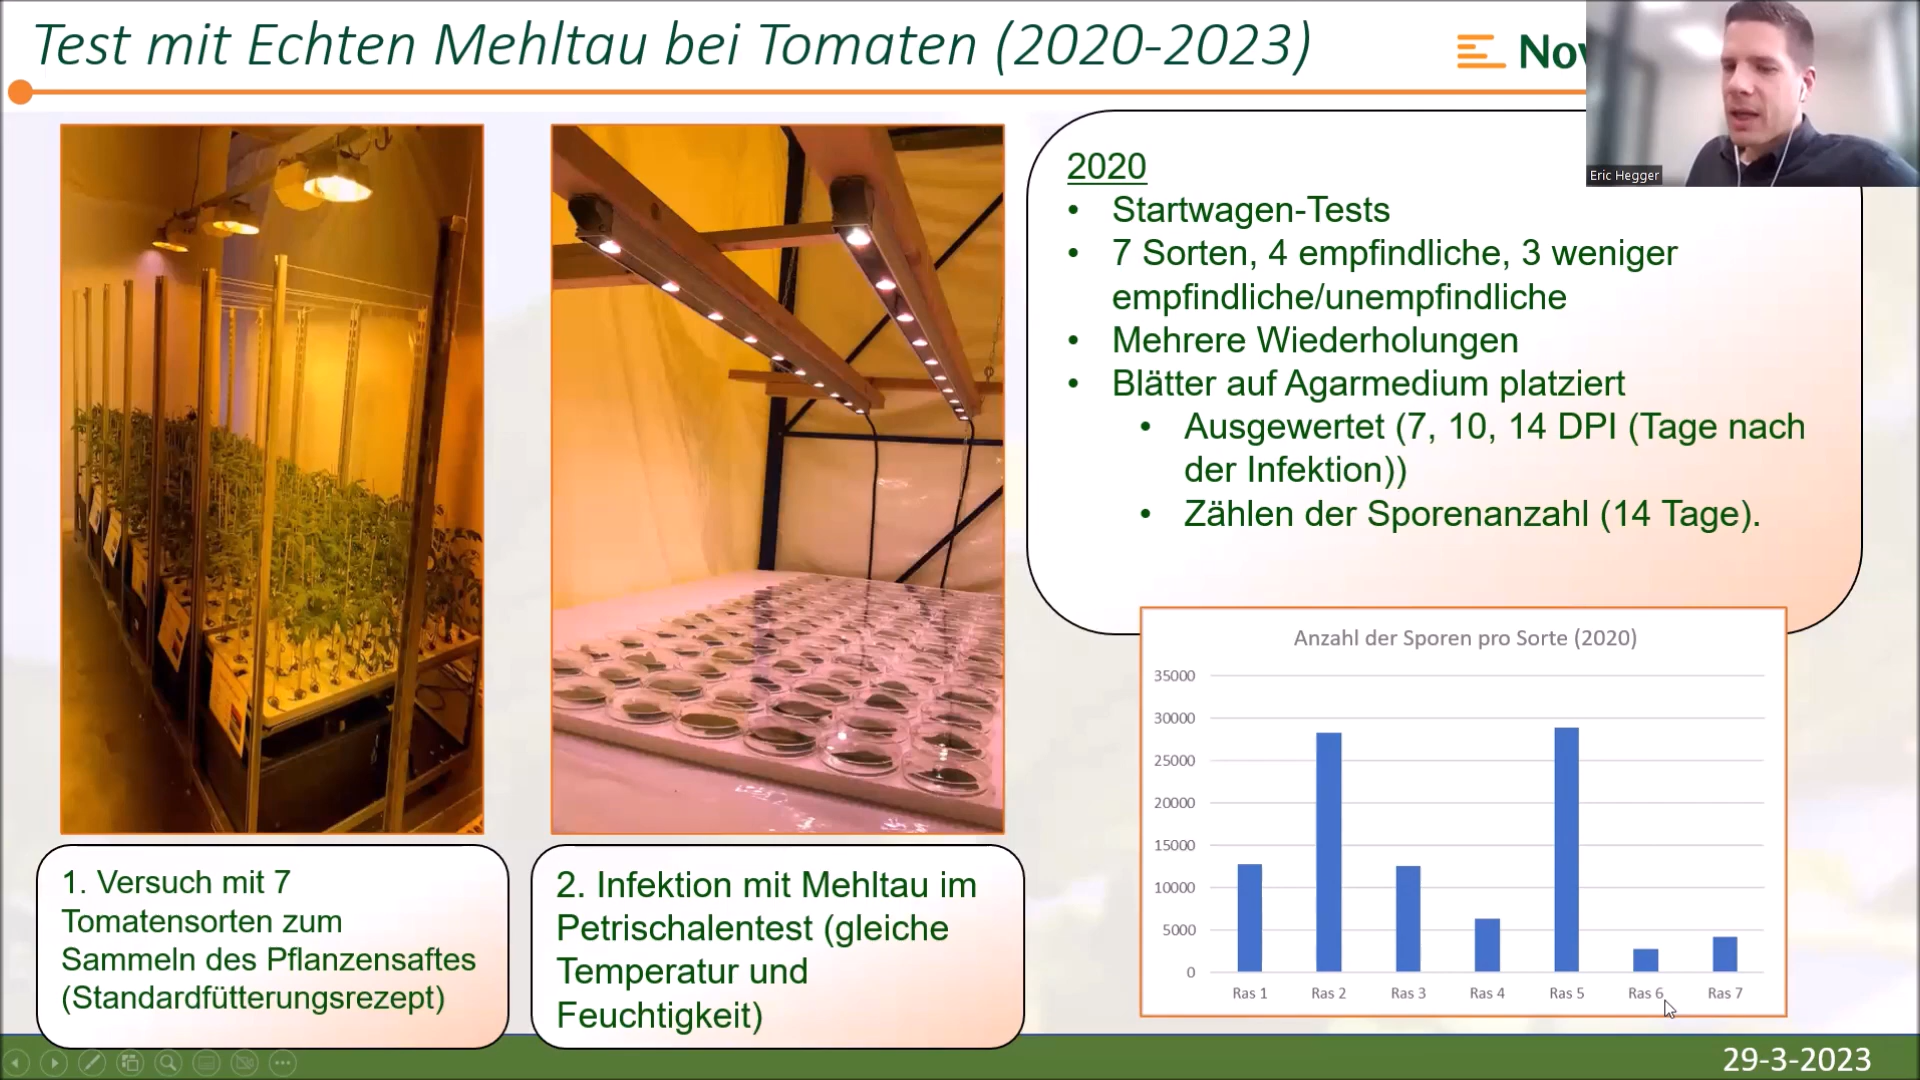 Test mit Echten Mehltau bei Tomaten (2020-2023)
Nov
Eric Hegger
2020
• Startwagen-Tests
• 7 Sorten, 4 empfindliche, 3 weniger
empfindliche/unempfindliche
• Mehrere Wiederholungen
• Blätter auf Agarmedium platziert
• Ausgewertet (7, 10, 14 DPI (Tage nach
der Infektion))
• Zählen der Sporenanzahl (14 Tage).
1. Versuch mit 7
Tomatensorten zum
Sammeln des Pflanzensaftes
(Standardfütterungsrezept)
2. Infektion mit Mehltau im
Petrischalentest (gleiche
Temperatur und
Feuchtigkeit)
Anzahl der Sporen pro Sorte (2020)
35000
30000
25000
20000
15000
10000
5000
0
Ras 1 Ras 2 Ras 3 Ras 4 Ras 5 Ras 6 Ras 7
29-3-2023